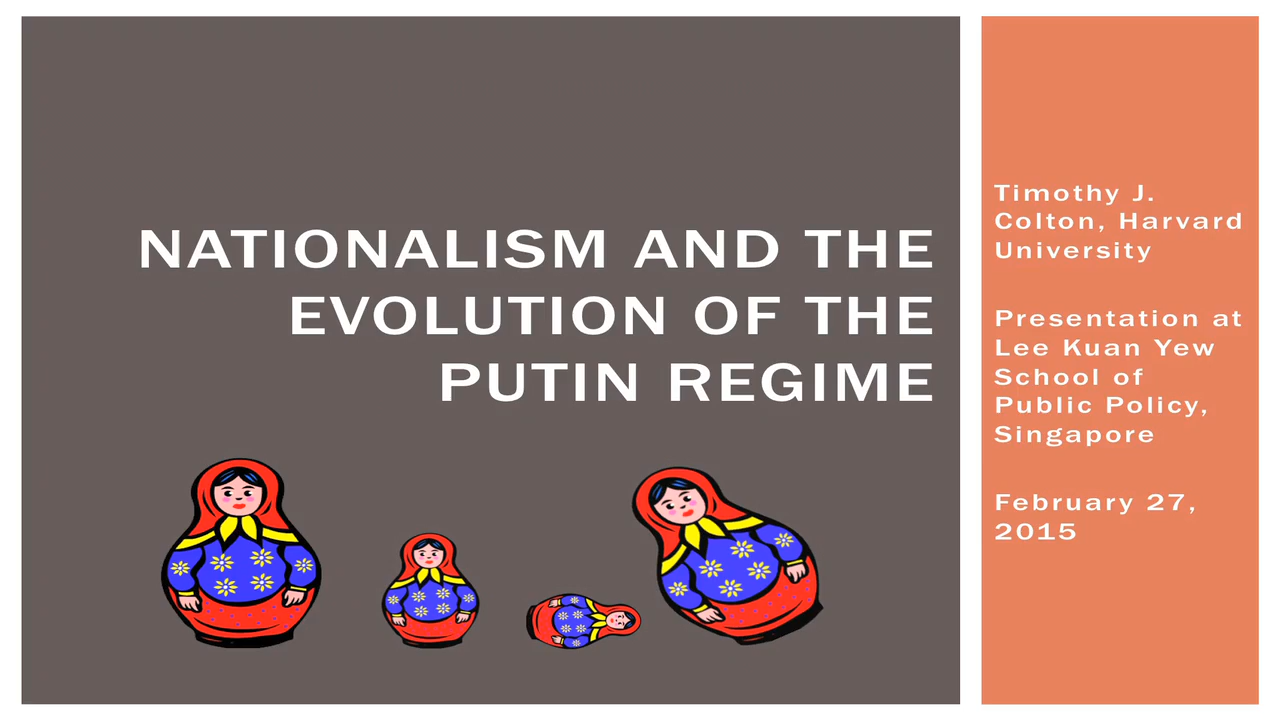 NATIONALISM AND THE
EVOLUTION OF THE
PUTIN REGIME
Timothy J.
Colton, Harvard
University
Presentation at
Lee Kuan Yew
School of
Public Policy,
Singapore
February 27,
2015